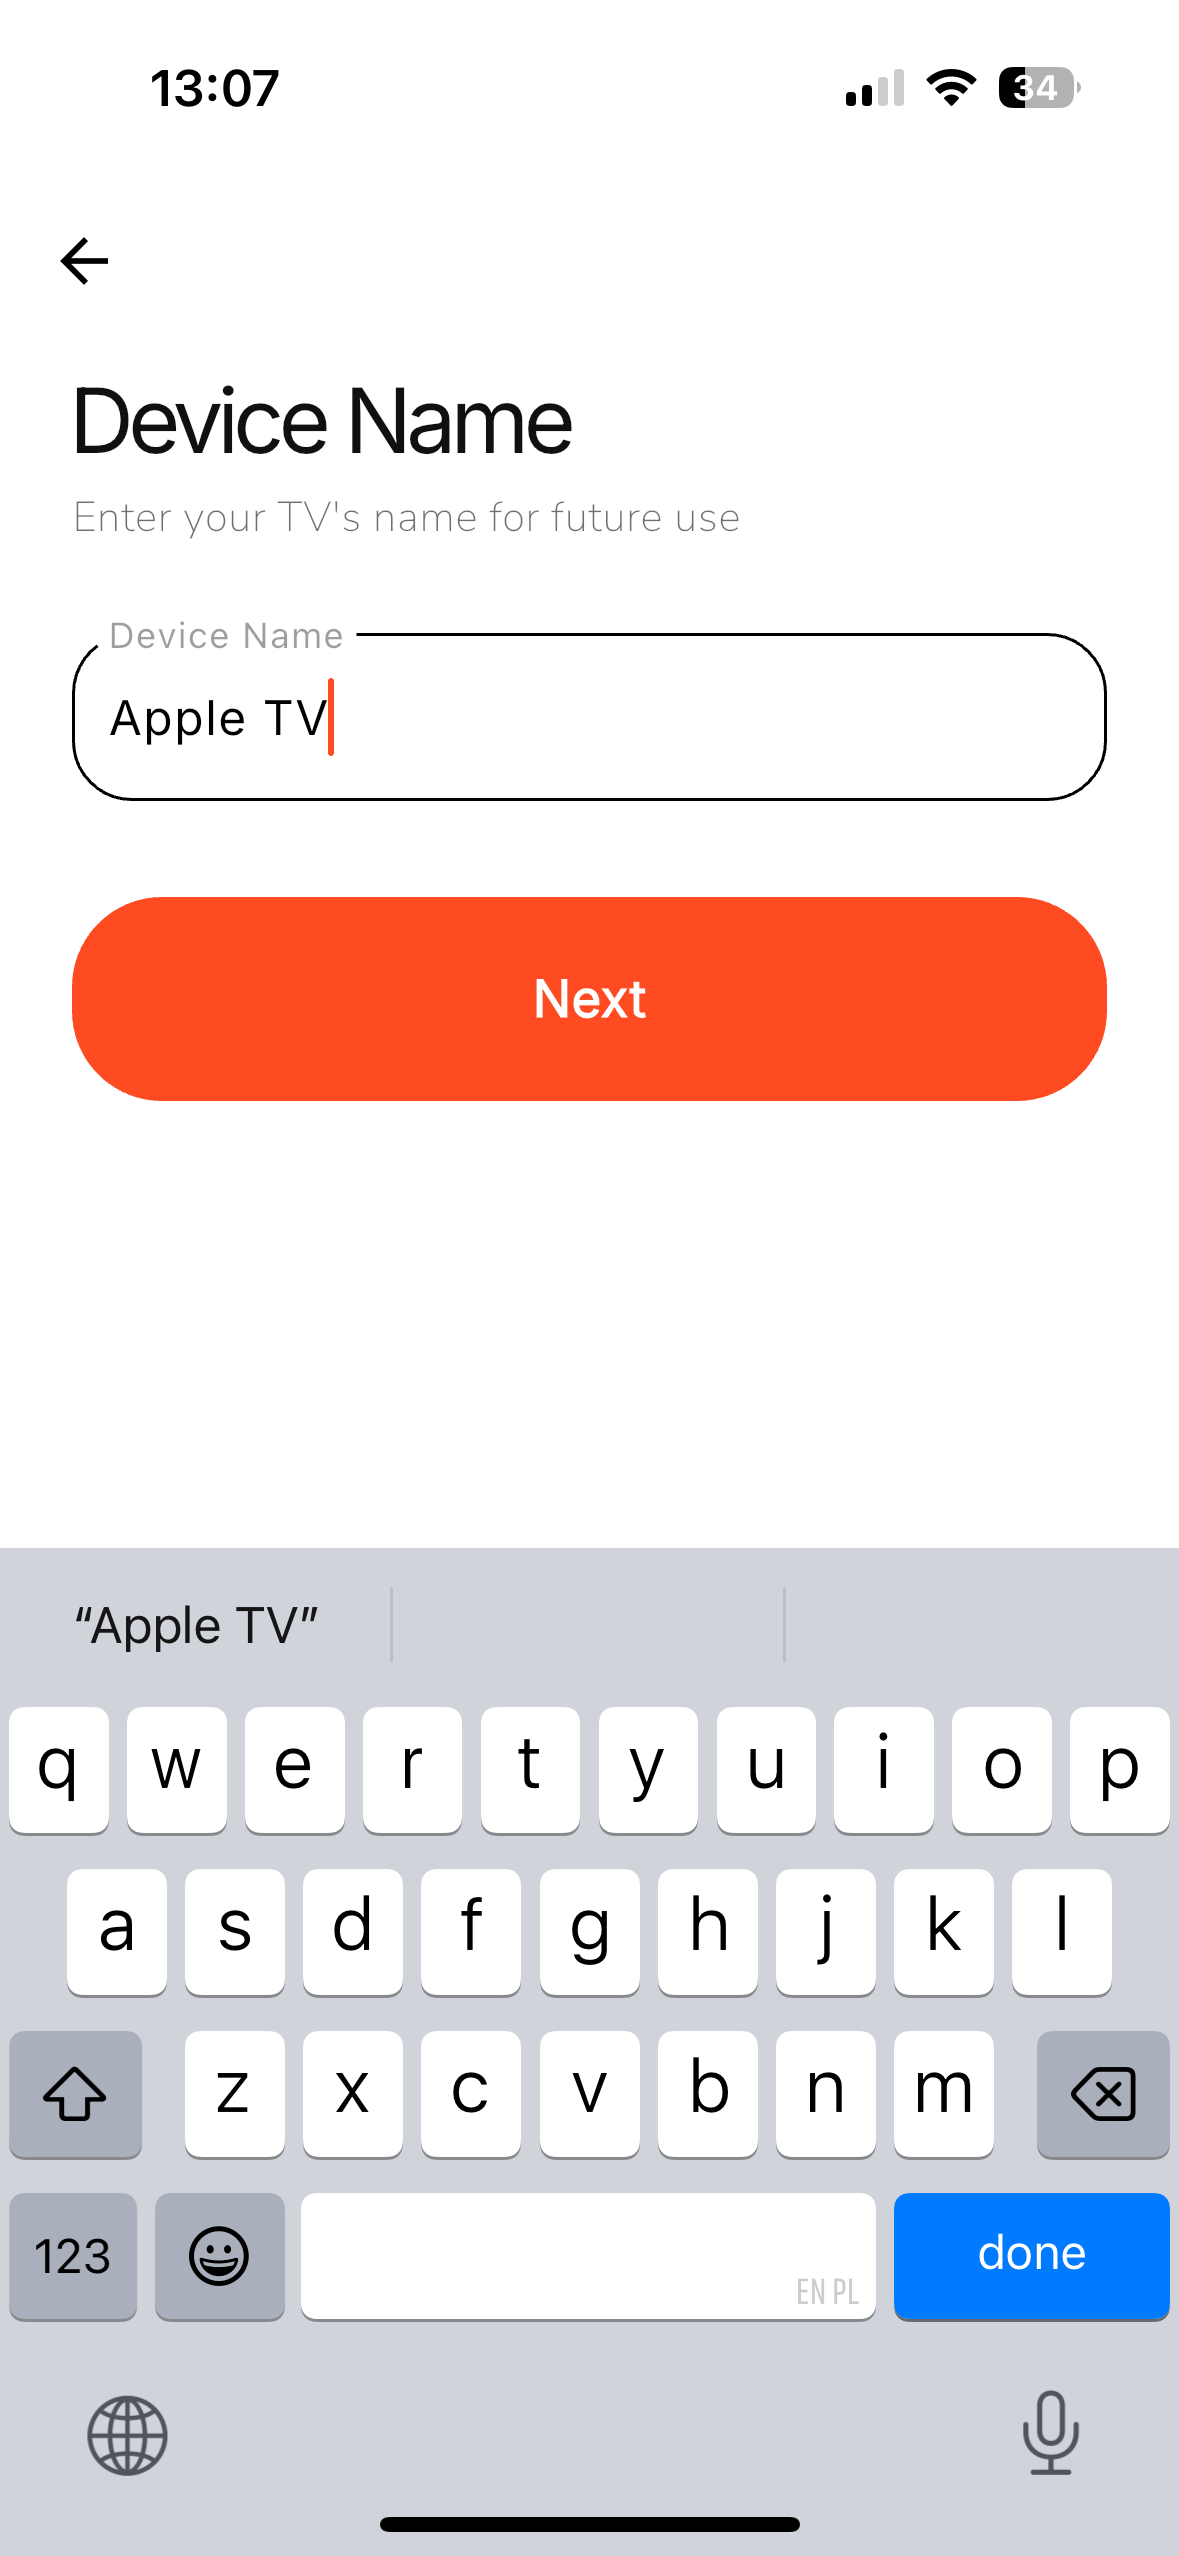 13:07
34
Device Name
Enter your TV's name for future use
Device Name
Apple TV
Next
“Apple TV”
q w e r t y u i o p
a s d f g h j k l
z x c v b n m
123
EN PL
done